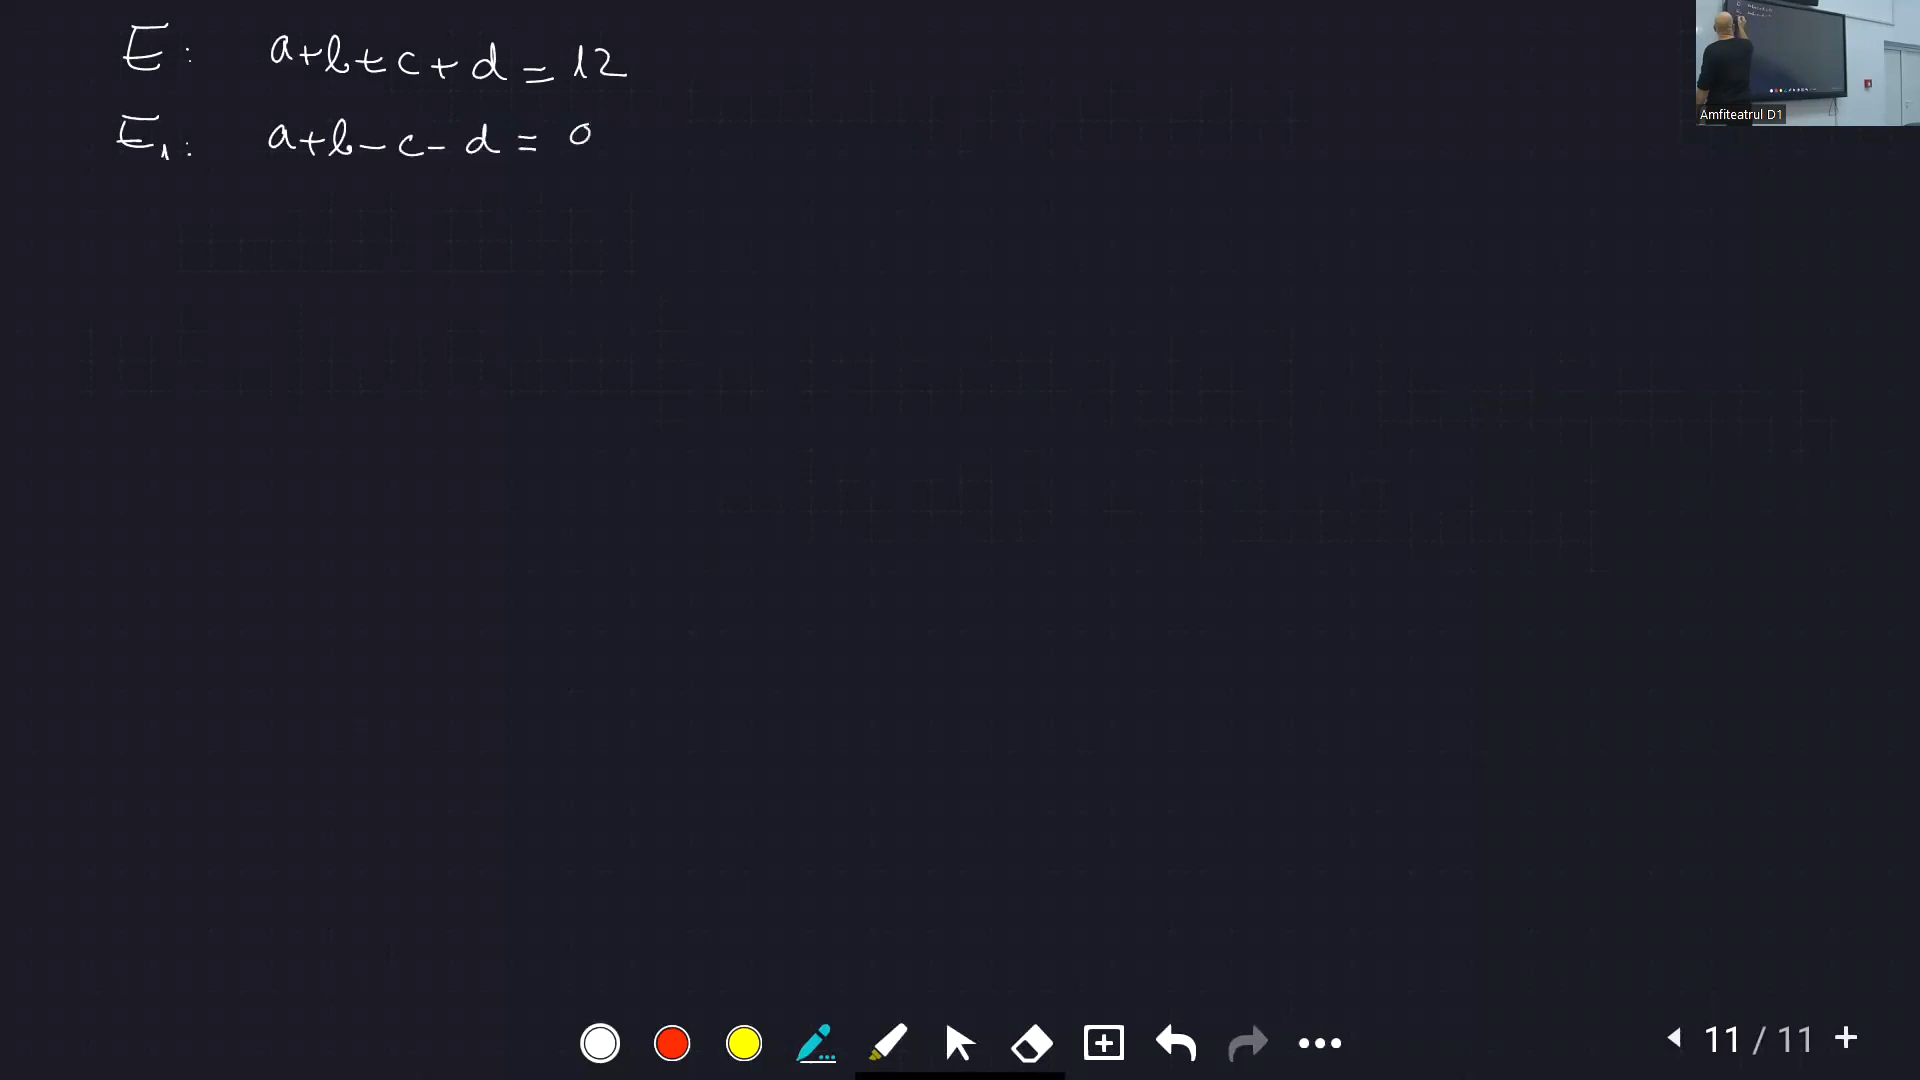 E: a+b+c+d=12
E₁: a+b-c-d=0
Amfiteatrul D1
11 / 11